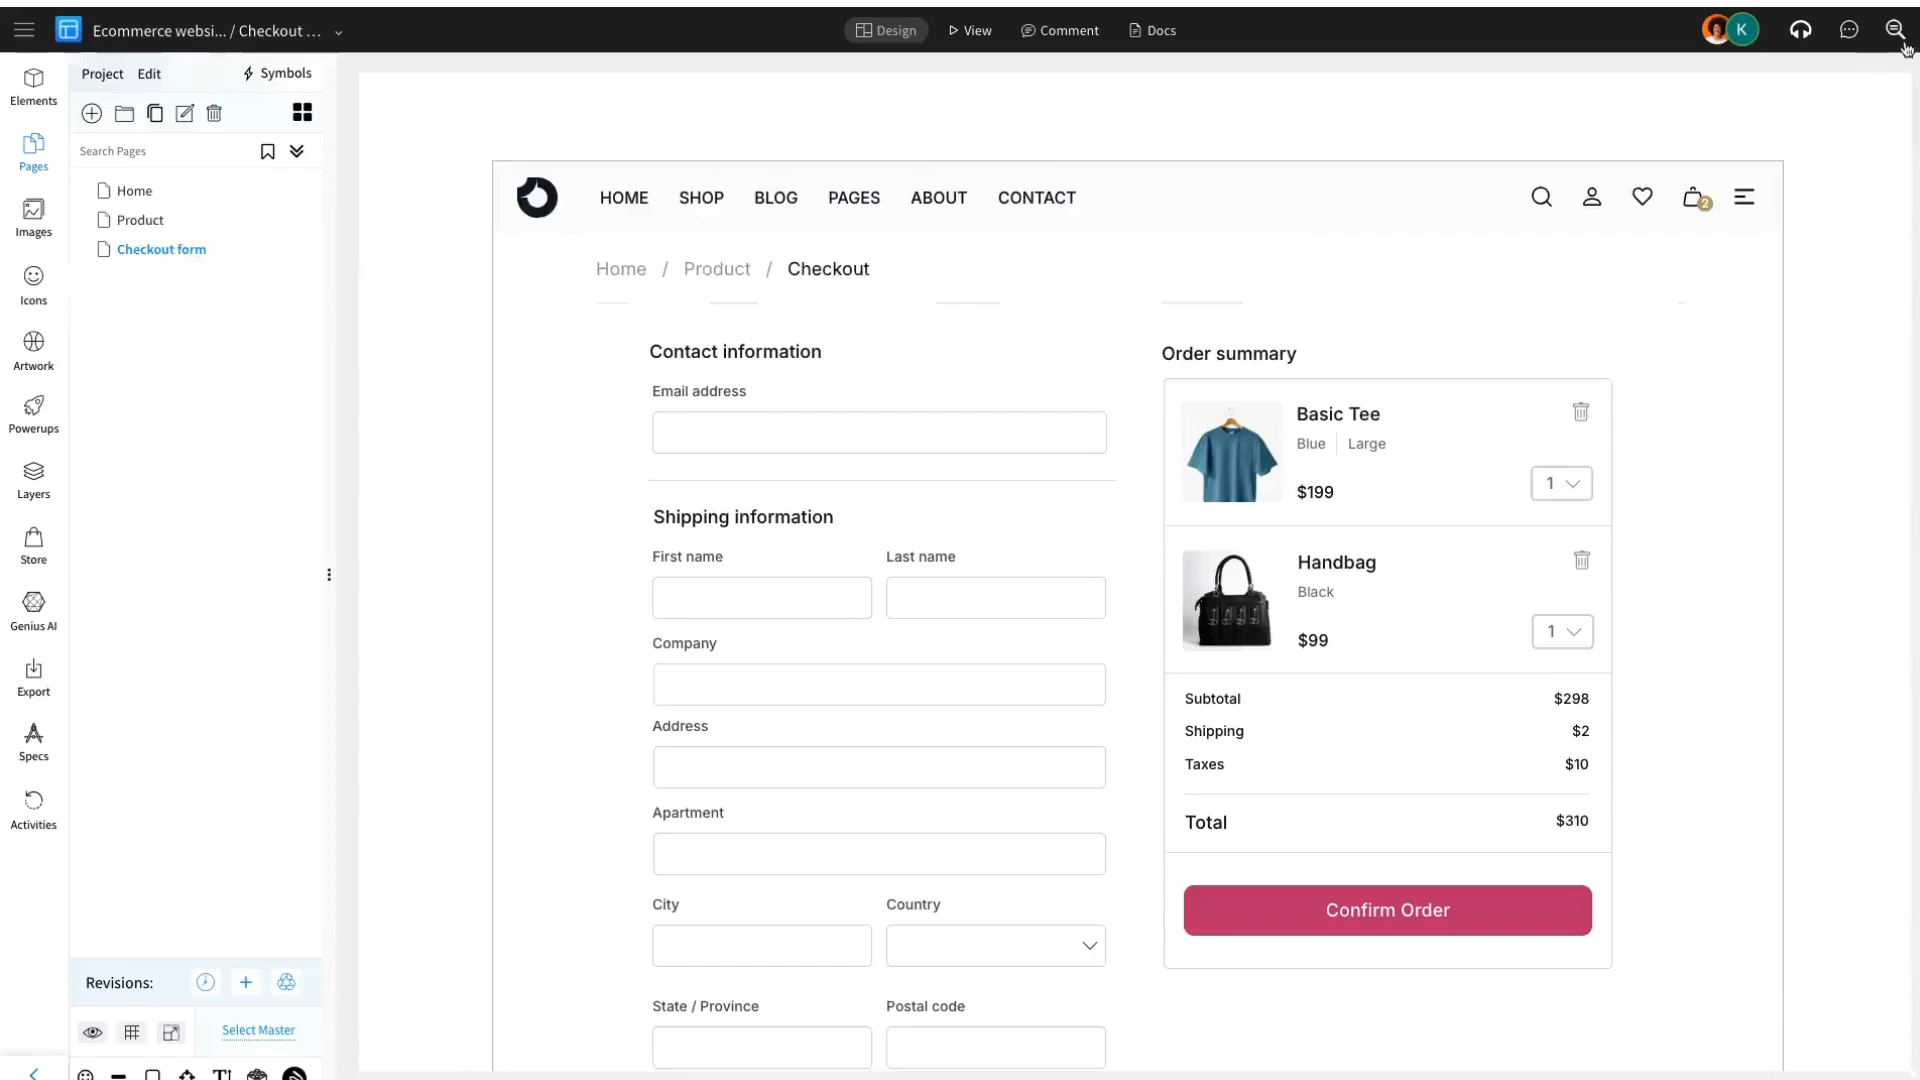 Ecommerce websi... / Checkout ...
Design
View
Comment
Docs
K
Elements
Pages
Images
Icons
Artwork
Powerups
Layers
Store
Genius AI
Export
Specs
Activities
Project
Edit
Symbols
Search Pages
Home
Product
Checkout form
Revisions:
Select Master
HOME
SHOP
BLOG
PAGES
ABOUT
CONTACT
2
Home / Product / Checkout
Contact information
Email address
Shipping information
First name
Last name
Company
Address
Apartment
City
Country
State / Province
Postal code
Order summary
Basic Tee
Blue
Large
$199
1
Handbag
Black
$99
1
Subtotal
$298
Shipping
$2
Taxes
$10
Total
$310
Confirm Order